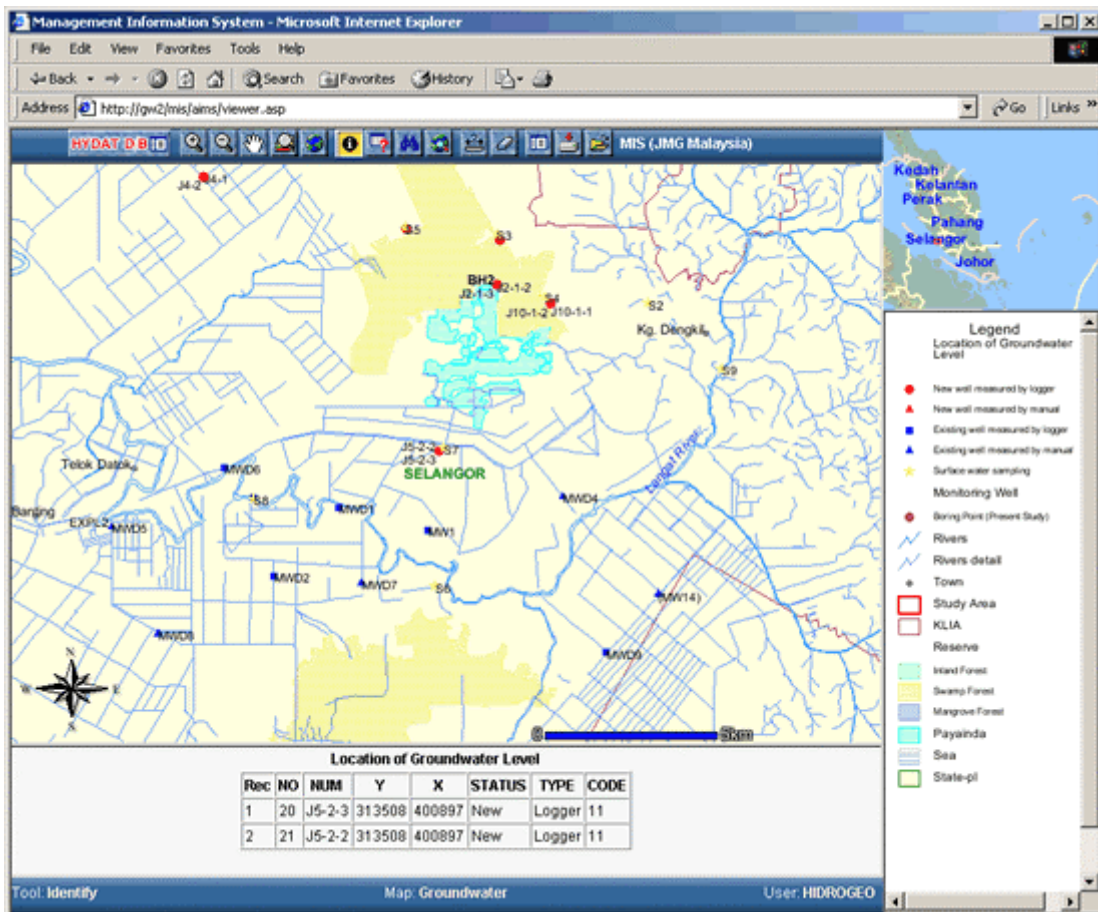 Management Information System - Microsoft Internet Explorer
File Edit View Favorites Tools Help
Back Search Favorites History
Address http://gw2/mis/aims/viewer.asp Go Links »
HYDAT DB MIS (JMG Malaysia)
Kedah
Kelantan
Perak
Pahang
Selangor
Johor
J4-2 J4-1
S3
BH2 J2-1-2
J2-1-3
S4
J10-1-2 J10-1-1
S2
Kg. Dengkil
S9
Langat River
J5-2-2 S7
J5-2-3
SELANGOR
Telok Datok
MWD6
S8
MWD1
MWD4
Banting
EXPL2 MWD5
MW1
MWD2
MWD7
(MW14)
MWD9
N
W E
S
0 5km
Legend
Location of Groundwater
Level
New well measured by logger
New well measured by manual
Existing well measured by logger
Existing well measured by manual
Surface water sampling
Monitoring Well
Boring Point (Present Study)
Rivers
Rivers detail
Town
Study Area
KLIA
Reserve
Inland Forest
Swamp Forest
Mangrove Forest
Payainda
Sea
State-pl
Location of Groundwater Level
Rec NO NUM Y X STATUS TYPE CODE
1 20 J5-2-3 313508 400897 New Logger 11
2 21 J5-2-2 313508 400897 New Logger 11
Tool: Identify Map: Groundwater User: HIDROGEO